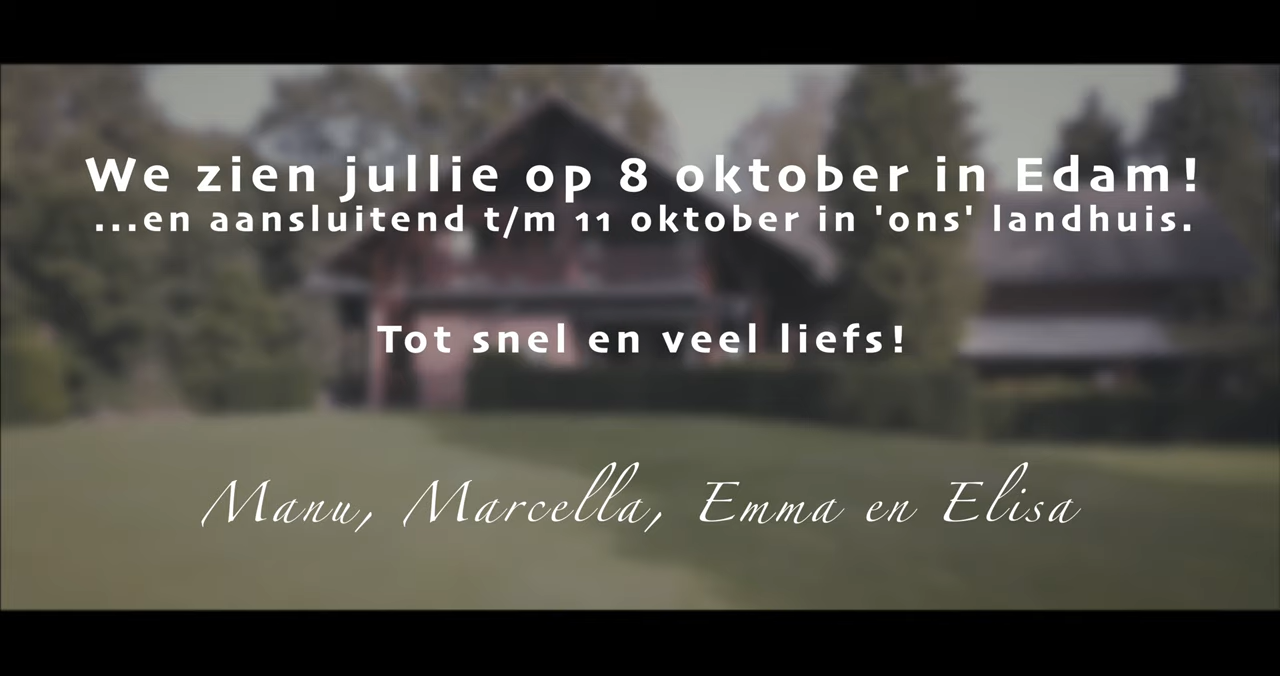 We zien jullie op 8 oktober in Edam!
...en aansluitend t/m 11 oktober in 'ons' landhuis.
Tot snel en veel liefs!
Manu, Marcella, Emma en Elisa